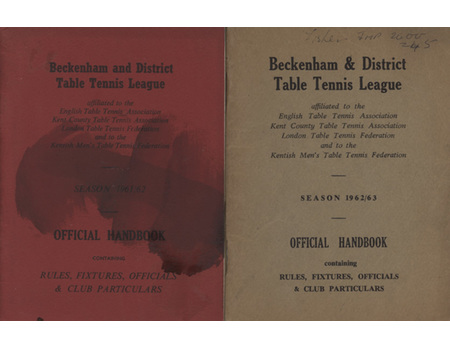 Beckenham and District
Table Tennis League
affiliated to the
English Table Tennis Association
Kent County Table Tennis Association
London Table Tennis Federation
and to the
Kentish Men's Table Tennis Federation
SEASON
OFFICIAL HANDBOOK
containing
RULES, FIXTURES, OFFICIALS
& CLUB PARTICULARS
Beckenham & District
Table Tennis League
affiliated to the
English Table Tennis Association
Kent County Table Tennis Association
London Table Tennis Federation
and to the
Kentish Men's Table Tennis Federation
SEASON 1962/63
OFFICIAL HANDBOOK
containing
RULES, FIXTURES, OFFICIALS
& CLUB PARTICULARS